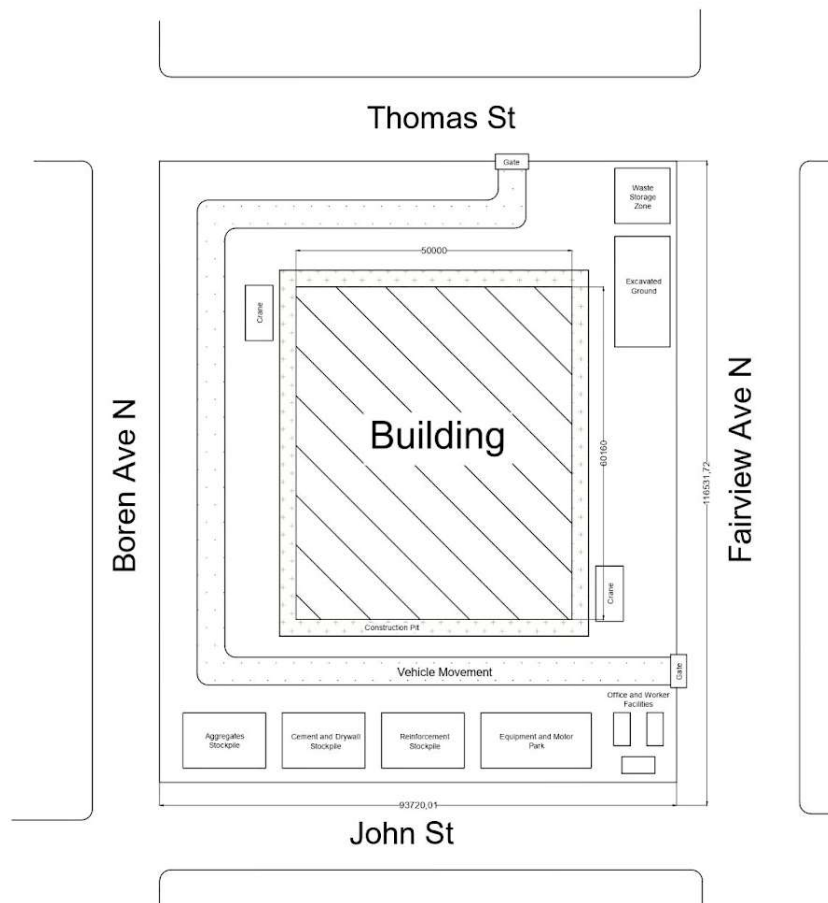 Thomas St
Gate
Waste
Storage
Zone
50000
Excavated
Ground
Crane
Building
60160
Boren Ave N
Fairview Ave N
116531,72
Crane
Construction Pit
Vehicle Movement
Gate
Office and Worker
Facilities
Aggregates
Stockpile
Cement and Drywall
Stockpile
Reinforcement
Stockpile
Equipment and Motor
Park
93720,01
John St